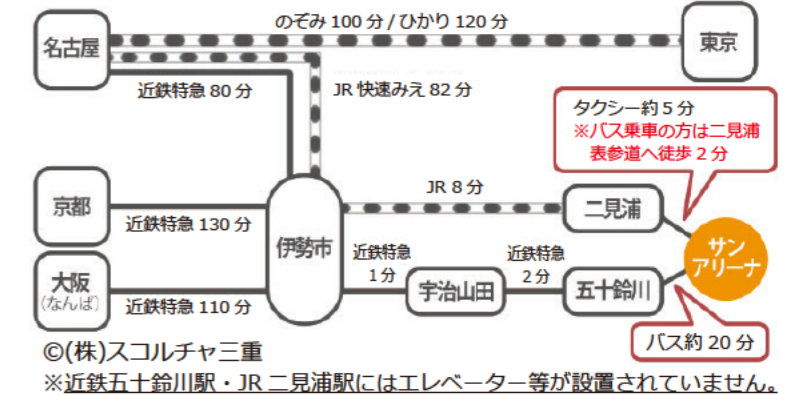 のぞみ 100 分 / ひかり 120 分
名古屋
東京
近鉄特急 80 分
JR 快速みえ 82 分
タクシー約 5 分
※バス乗車の方は二見浦
表参道へ徒歩 2 分
京都
近鉄特急 130 分
JR 8 分
二見浦
伊勢市
サン
アリーナ
近鉄特急
1 分
近鉄特急
2 分
大阪
(なんば)
近鉄特急 110 分
宇治山田
五十鈴川
バス約 20 分
©(株)スコルチャ三重
※近鉄五十鈴川駅・JR 二見浦駅にはエレベーター等が設置されていません。